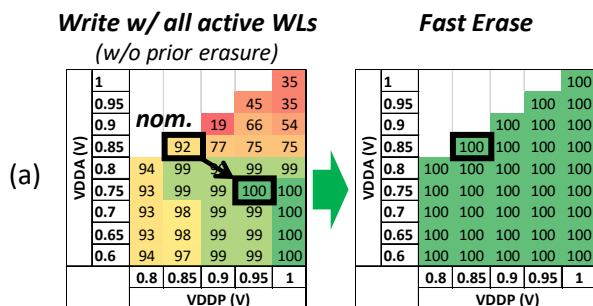 Write w/ all active WLs
(w/o prior erasure)
Fast Erase
(a)
VDDA (V)
nom.
1 35
0.95 45 35
0.9 19 66 54
0.85 92 77 75 75
0.8 94 99 99 99
0.75 93 99 99 100 100
0.7 93 98 99 99 100
0.65 93 98 99 99 100
0.6 94 97 99 99 100
0.8 0.85 0.9 0.95 1
VDDP (V)
VDDA (V)
1 100
0.95 100 100
0.9 100 100 100
0.85 100 100 100 100
0.8 100 100 100 100 100
0.75 100 100 100 100 100
0.7 100 100 100 100 100
0.65 100 100 100 100 100
0.6 100 100 100 100 100
0.8 0.85 0.9 0.95 1
VDDP (V)